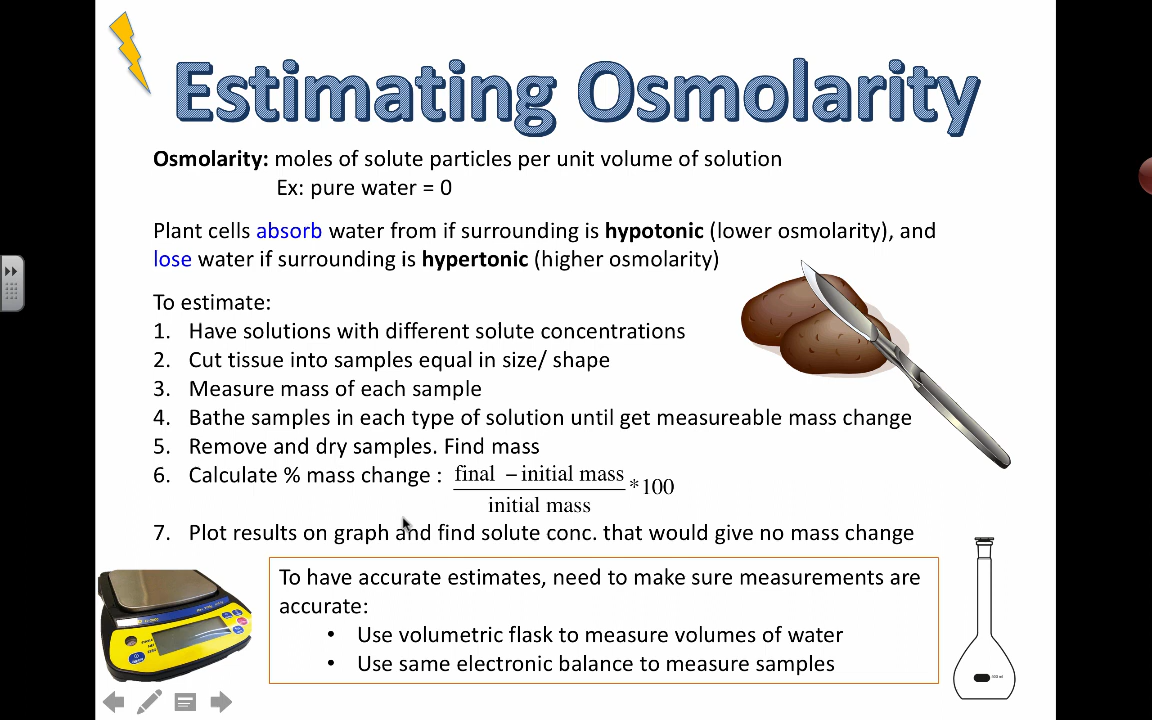 Estimating Osmolarity
Osmolarity: moles of solute particles per unit volume of solution
Ex: pure water = 0
Plant cells absorb water from if surrounding is hypotonic (lower osmolarity), and
lose water if surrounding is hypertonic (higher osmolarity)
To estimate:
1. Have solutions with different solute concentrations
2. Cut tissue into samples equal in size/ shape
3. Measure mass of each sample
4. Bathe samples in each type of solution until get measureable mass change
5. Remove and dry samples. Find mass
6. Calculate % mass change :
final – initial mass
initial mass
*100
7. Plot results on graph and find solute conc. that would give no mass change
To have accurate estimates, need to make sure measurements are
accurate:
• Use volumetric flask to measure volumes of water
• Use same electronic balance to measure samples